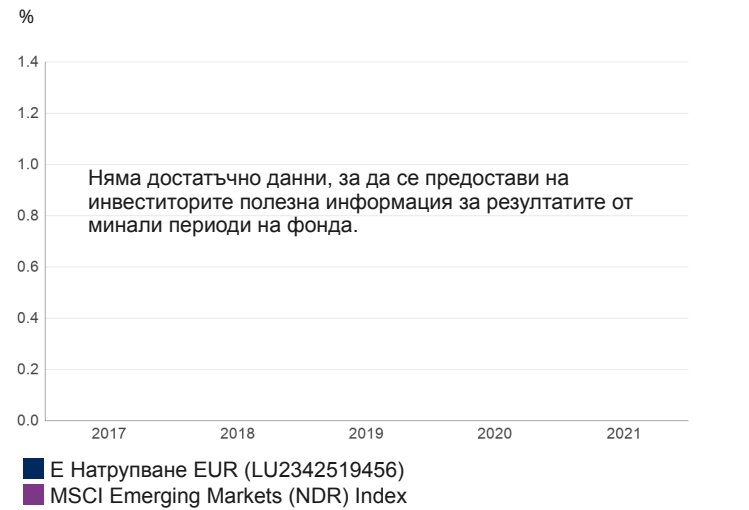 %
1.4
1.2
1.0
Няма достатъчно данни, за да се предостави на
инвеститорите полезна информация за резултатите от
0.8
минали периоди на фонда.
0.6
0.4
0.2
0.0
2017 2018 2019 2020 2021
Е Натрупване EUR (LU2342519456)
MSCI Emerging Markets (NDR) Index